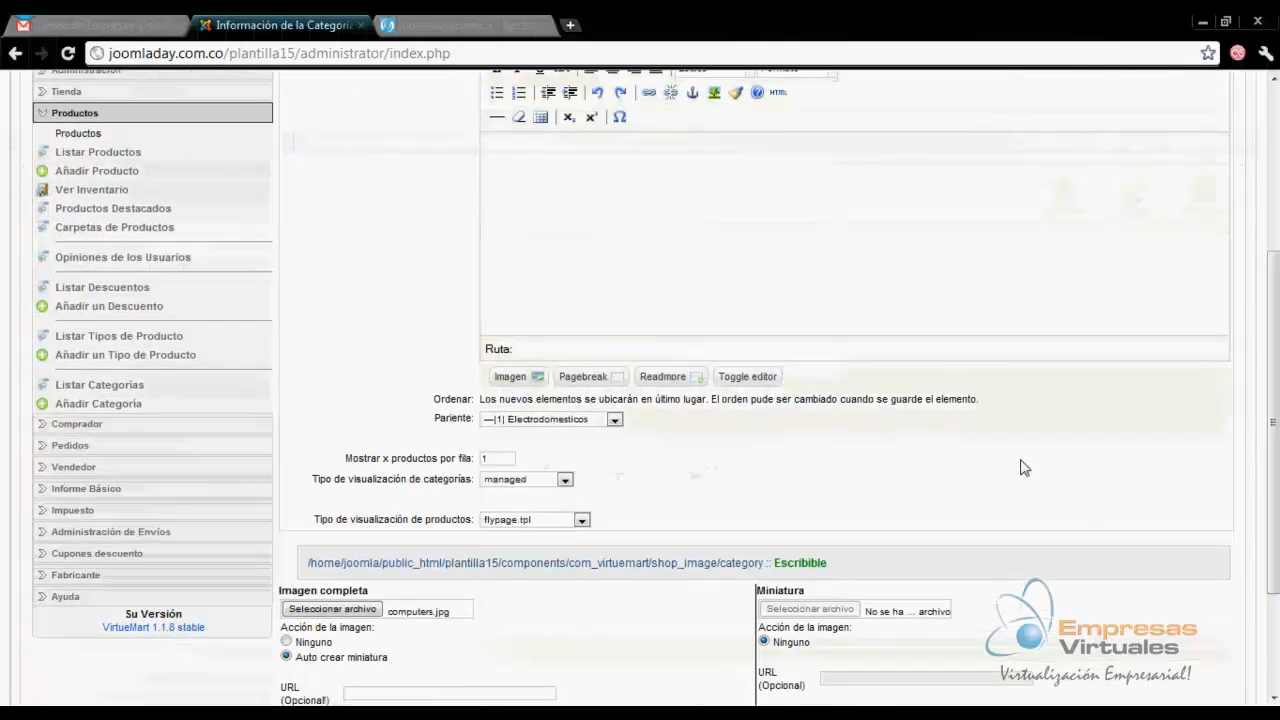 Información de la Categorí
joomladay.com.co/plantilla15/administrator/index.php
Administración
Tienda
Productos
Productos
Listar Productos
Añadir Producto
Ver Inventario
Productos Destacados
Carpetas de Productos
Opiniones de los Usuarios
Listar Descuentos
Añadir un Descuento
Listar Tipos de Producto
Añadir un Tipo de Producto
Listar Categorias
Añadir Categoria
Comprador
Pedidos
Vendedor
Informe Básico
Impuesto
Administración de Envíos
Cupones descuento
Fabricante
Ayuda
Su Versión
VirtueMart 1.1.8 stable
HTML
Ruta:
Imagen Pagebreak Readmore Toggle editor
Ordenar: Los nuevos elementos se ubicarán en último lugar. El orden pude ser cambiado cuando se guarde el elemento.
Pariente: —|1| Electrodomesticos
Mostrar x productos por fila: 1
Tipo de visualización de categorías: managed
Tipo de visualización de productos: flypage.tpl
/home/joomla/public_html/plantilla15/components/com_virtuemart/shop_image/category :: Escribible
Imagen completa
Seleccionar archivo computers.jpg
Acción de la imagen:
Ninguno
Auto crear miniatura
URL
(Opcional)
Miniatura
Seleccionar archivo No se ha ... archivo
Acción de la imagen:
Ninguno
URL
(Opcional)
Empresas
Virtuales
Virtualización Empresarial!